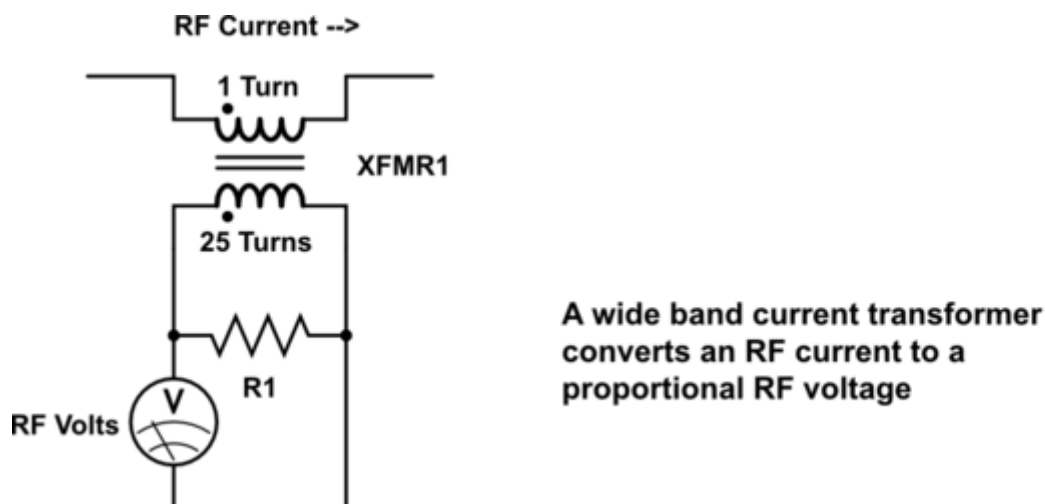 RF Current -->
1 Turn
XFMR1
25 Turns
R1
V
RF Volts
A wide band current transformer
converts an RF current to a
proportional RF voltage